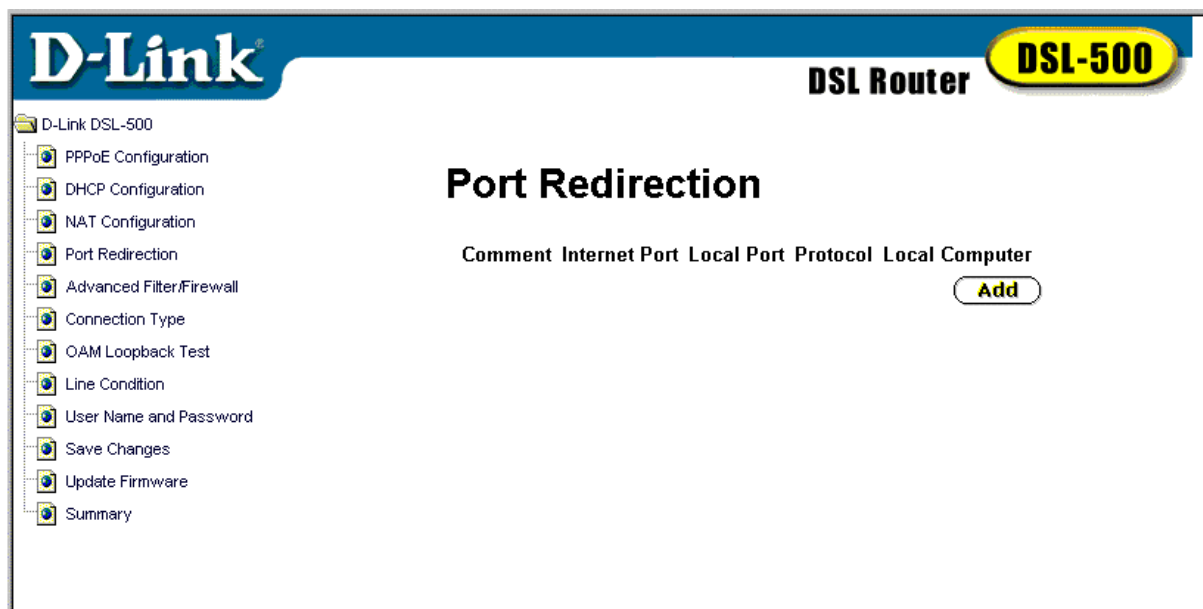 D-Link®
DSL Router DSL-500
D-Link DSL-500
PPPoE Configuration
DHCP Configuration
NAT Configuration
Port Redirection
Advanced Filter/Firewall
Connection Type
OAM Loopback Test
Line Condition
User Name and Password
Save Changes
Update Firmware
Summary
Port Redirection
Comment Internet Port Local Port Protocol Local Computer
Add